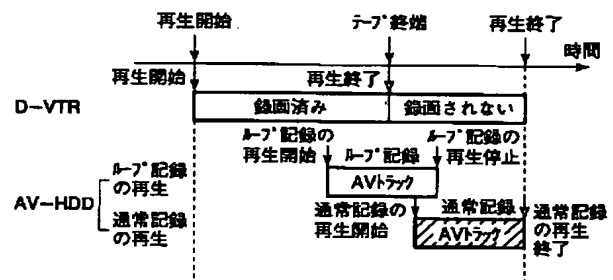 再生開始 テープ終端 再生終了
時間
再生開始 再生終了
D−VTR 録画済み 録画されない
ループ記録の再生開始 ループ記録 ループ記録の再生停止
ループ記録の再生 AVトラック
AV−HDD
通常記録の再生 通常記録の再生開始 通常記録 通常記録の再生終了
AVトラック